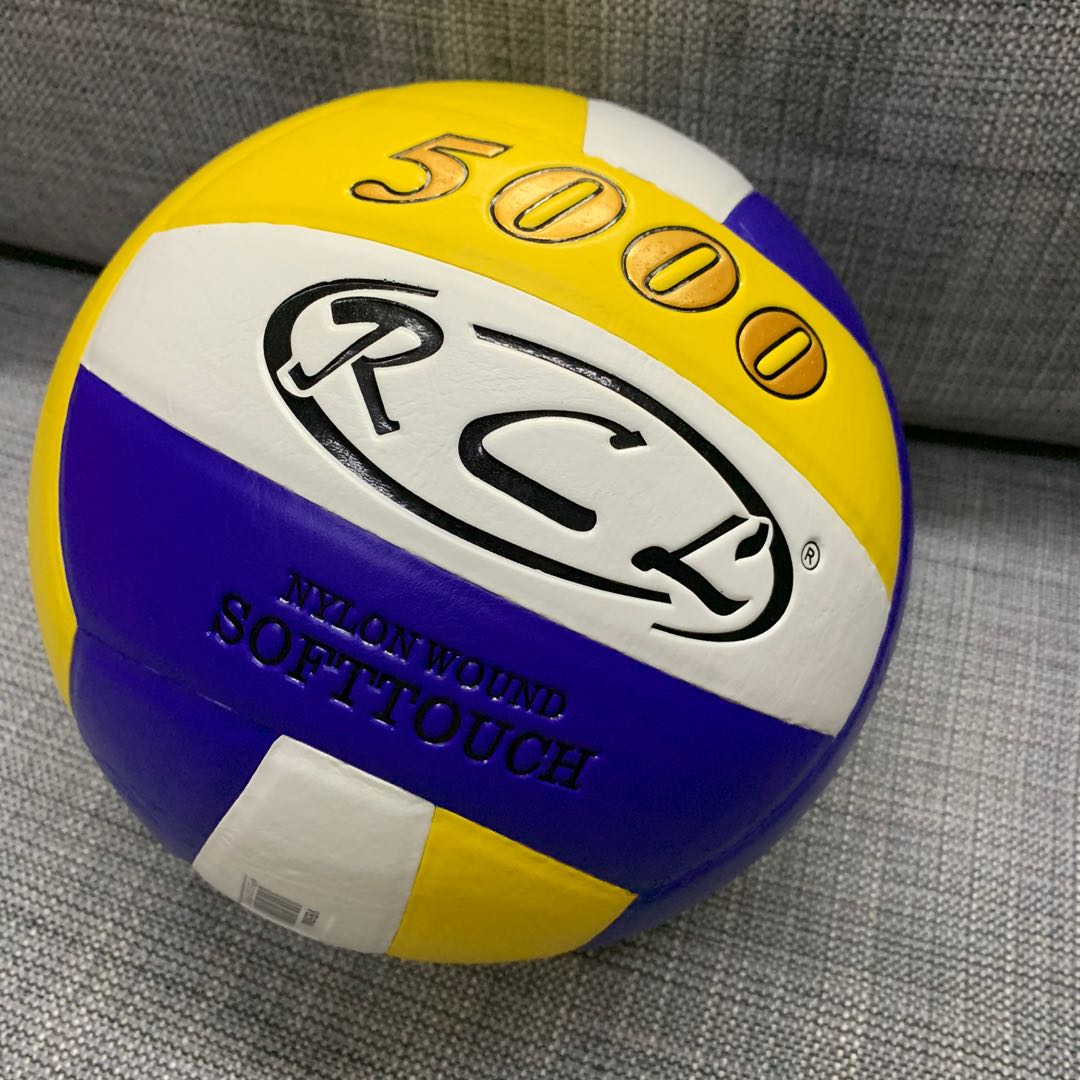 5000
RCL
®
NYLON WOUND
SOFTTOUCH